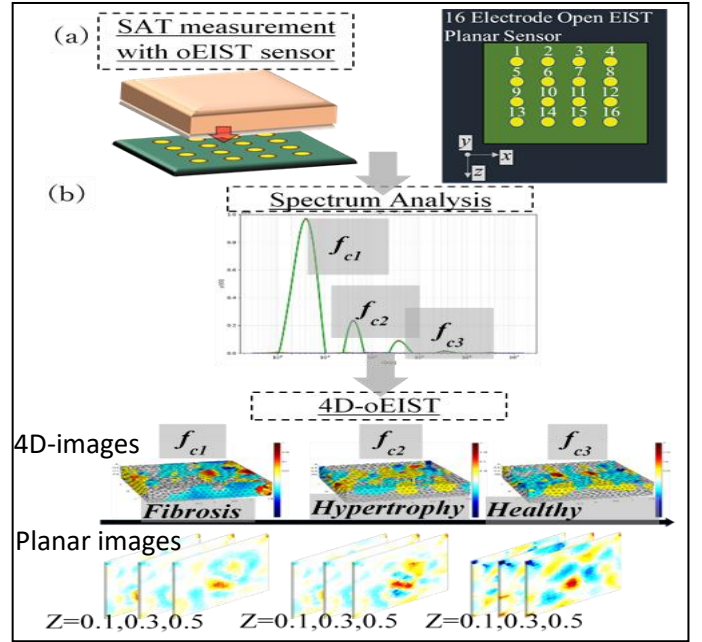 (a)
SAT measurement
with oEIST sensor
16 Electrode Open EIST
Planar Sensor
1 2 3 4
5 6 7 8
9 10 11 12
13 14 15 16
y
x
z
(b)
Spectrum Analysis
fc1
fc2
fc3
4D-oEIST
4D-images
fc1 fc2 fc3
Fibrosis Hypertrophy Healthy
Planar images
Z=0.1,0.3,0.5 Z=0.1,0.3,0.5 Z=0.1,0.3,0.5